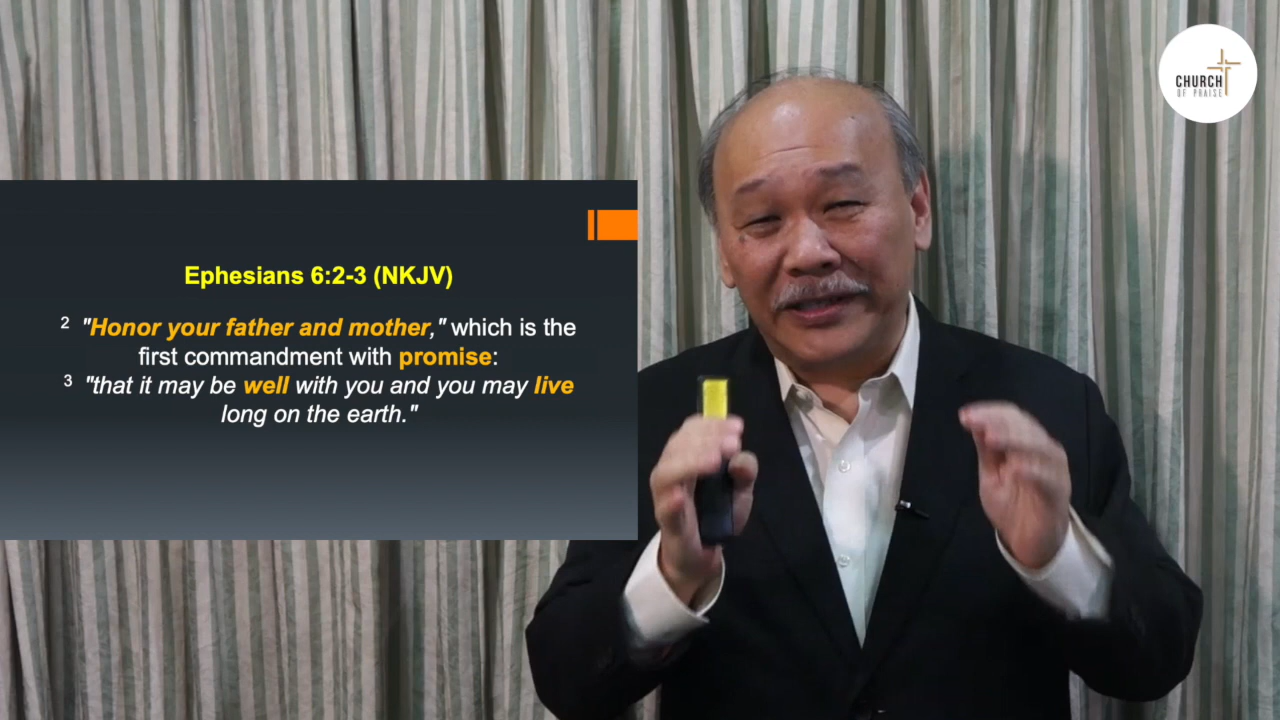 Ephesians 6:2-3 (NKJV)
2 "Honor your father and mother," which is the
first commandment with promise:
3 "that it may be well with you and you may live
long on the earth."
CHURCH
OF PRAISE